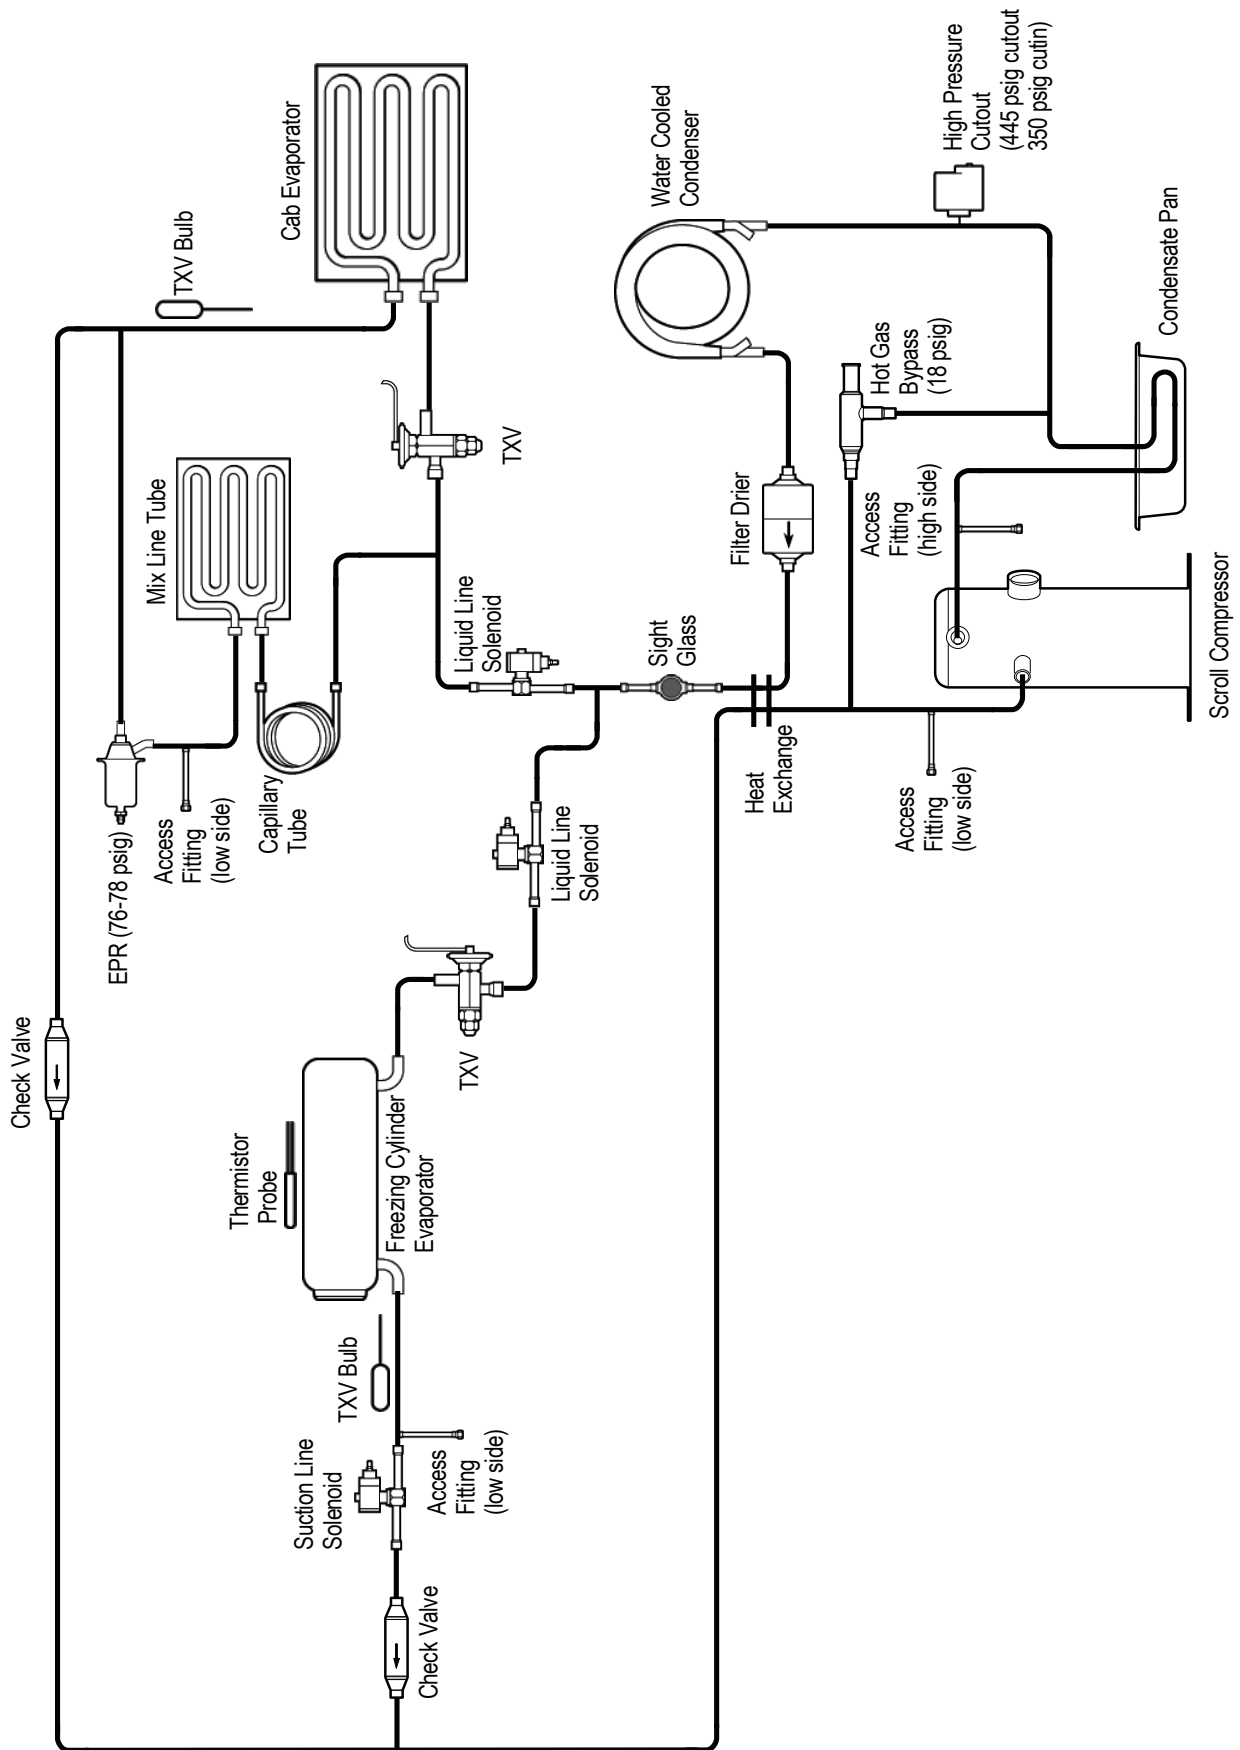 Check Valve
EPR (76-78 psig)
Access
Fitting
(low side)
Mix Line Tube
Capillary
Tube
TXV Bulb
Cab Evaporator
TXV
Liquid Line
Solenoid
Liquid Line
Solenoid
TXV
Thermistor
Probe
Freezing Cylinder
Evaporator
TXV Bulb
Suction Line
Solenoid
Access
Fitting
(low side)
Check Valve
Sight
Glass
Heat
Exchange
Filter Drier
Water Cooled
Condenser
Hot Gas
Bypass
(18 psig)
High Pressure
Cutout
(445 psig cutout
350 psig cutin)
Access
Fitting
(high side)
Condensate Pan
Access
Fitting
(low side)
Scroll Compressor